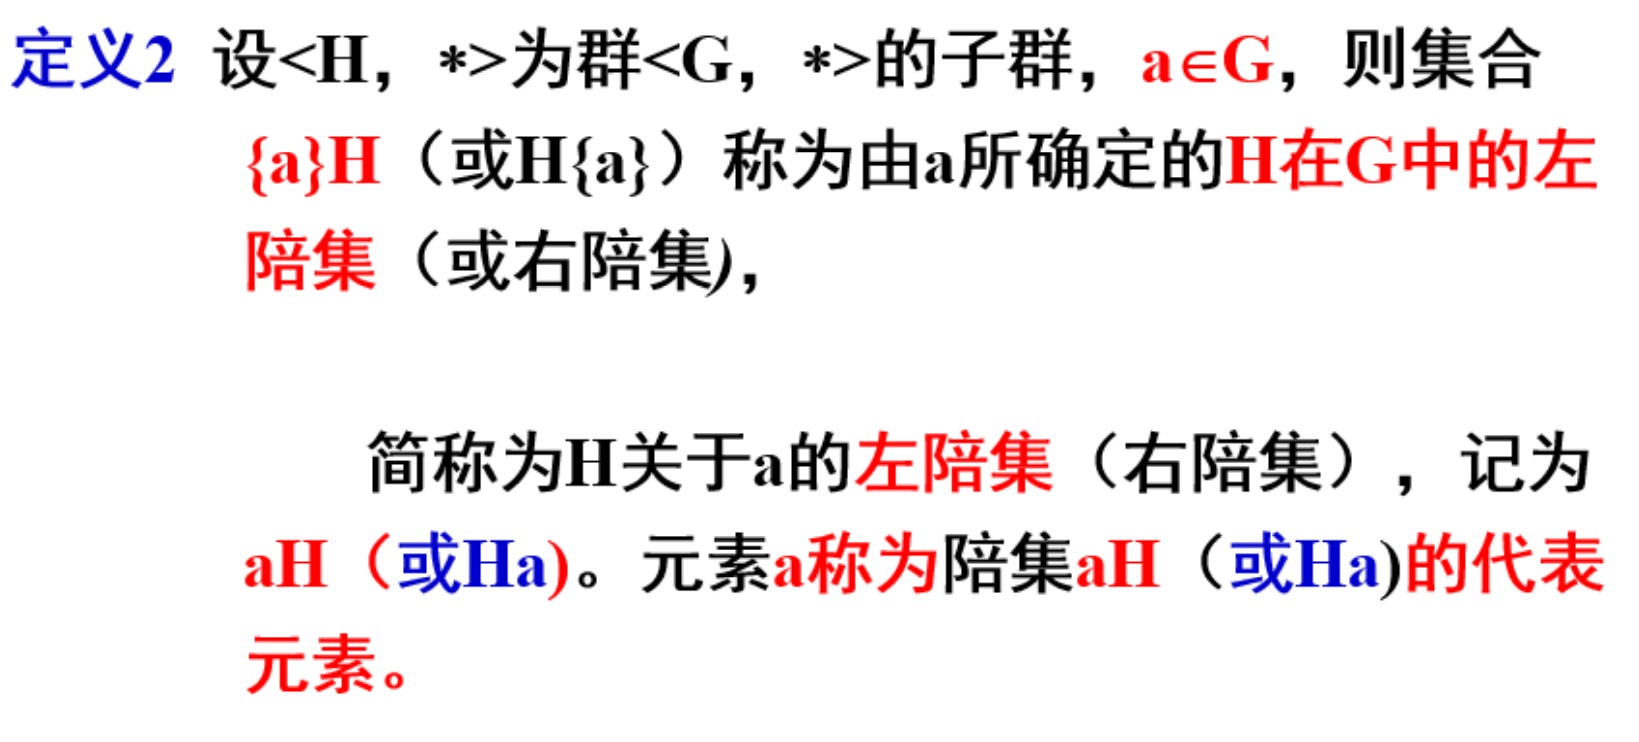 定义2 设<H，*>为群<G，*>的子群，a∈G，则集合
{a}H（或H{a}）称为由a所确定的H在G中的左
陪集（或右陪集），
简称为H关于a的左陪集（右陪集），记为
aH（或Ha)。元素a称为陪集aH（或Ha)的代表
元素。